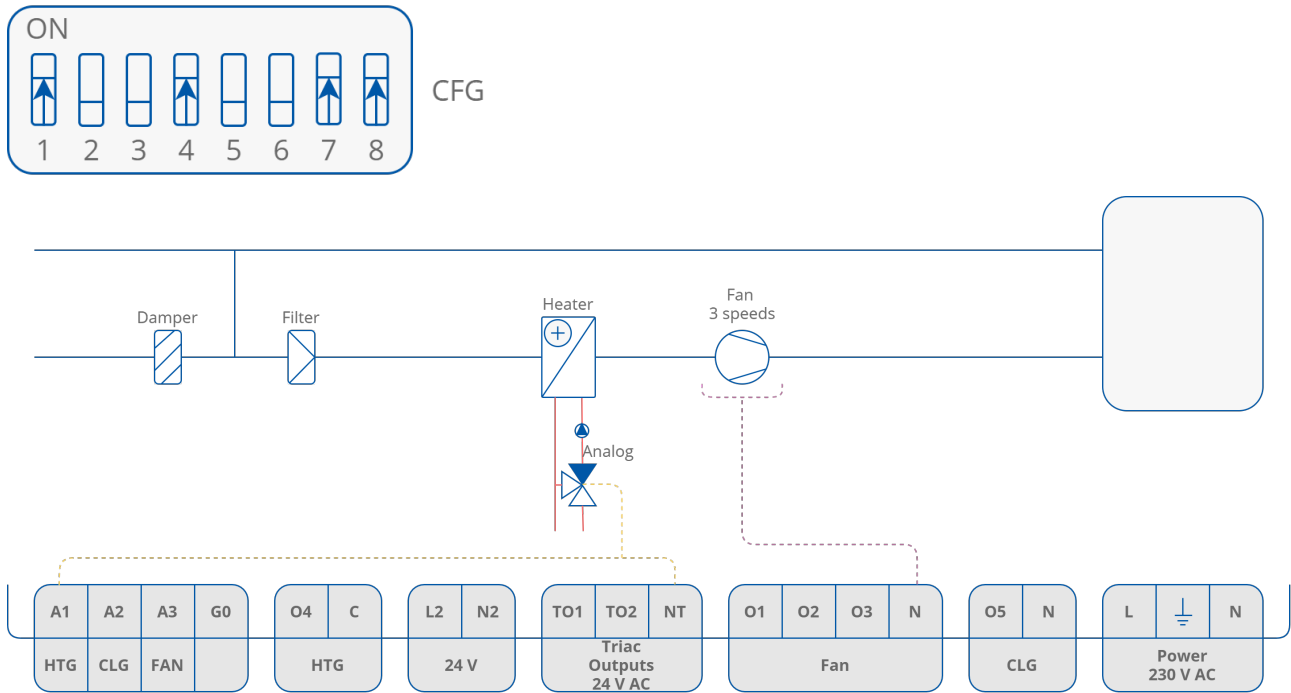 ON
1 2 3 4 5 6 7 8
CFG
Damper
Filter
Heater
Fan
3 speeds
Analog
A1 A2 A3 G0
HTG CLG FAN
O4 C
HTG
L2 N2
24 V
TO1 TO2 NT
Triac
Outputs
24 V AC
O1 O2 O3 N
Fan
O5 N
CLG
L N
Power
230 V AC